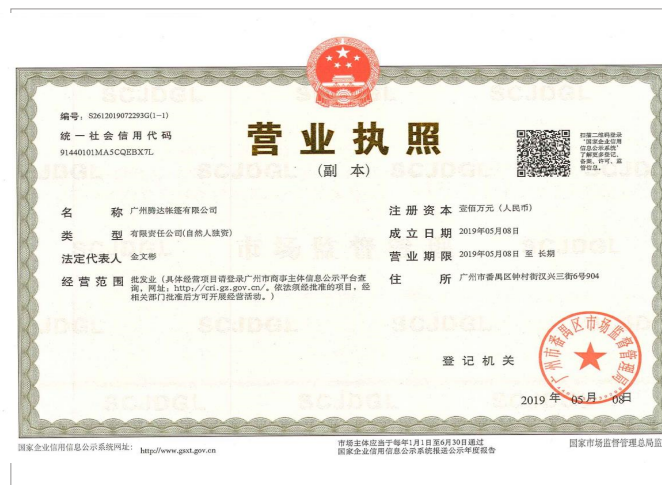 编号：S2612019072293G(1-1)
统一社会信用代码
91440101MA5CQEBX7L
营业执照
（副 本）
扫描二维码登录
‘国家企业信用
信息公示系统’
了解更多登记、
备案、许可、监
管信息。
名 称 广州腾达帐篷有限公司
类 型 有限责任公司(自然人独资)
法定代表人 金文彬
经营范围 批发业（具体经营项目请登录广州市商事主体信息公示平台查
询，网址：http://cri.gz.gov.cn/。依法须经批准的项目，经
相关部门批准后方可开展经营活动。）
注册资本 壹佰万元（人民币）
成立日期 2019年05月08日
营业期限 2019年05月08日 至 长期
住 所 广州市番禺区钟村街汉兴三街6号904
登记机关
广州市番禺区市场监督管理局
2019 年 05月 08日
国家企业信用信息公示系统网址： http://www.gsxt.gov.cn
市场主体应当于每年1月1日至6月30日通过
国家企业信用信息公示系统报送公示年度报告
国家市场监督管理总局监
SCJDGL
市场监督